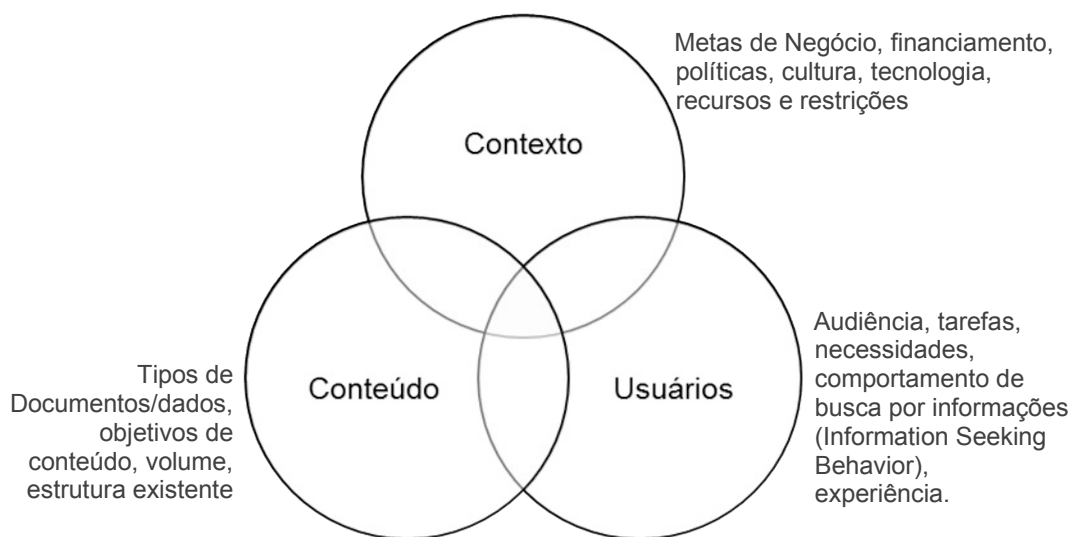 Metas de Negócio, financiamento,
políticas, cultura, tecnologia,
recursos e restrições
Contexto
Tipos de
Documentos/dados,
objetivos de
conteúdo, volume,
estrutura existente
Conteúdo
Usuários
Audiência, tarefas,
necessidades,
comportamento de
busca por informações
(Information Seeking
Behavior),
experiência.